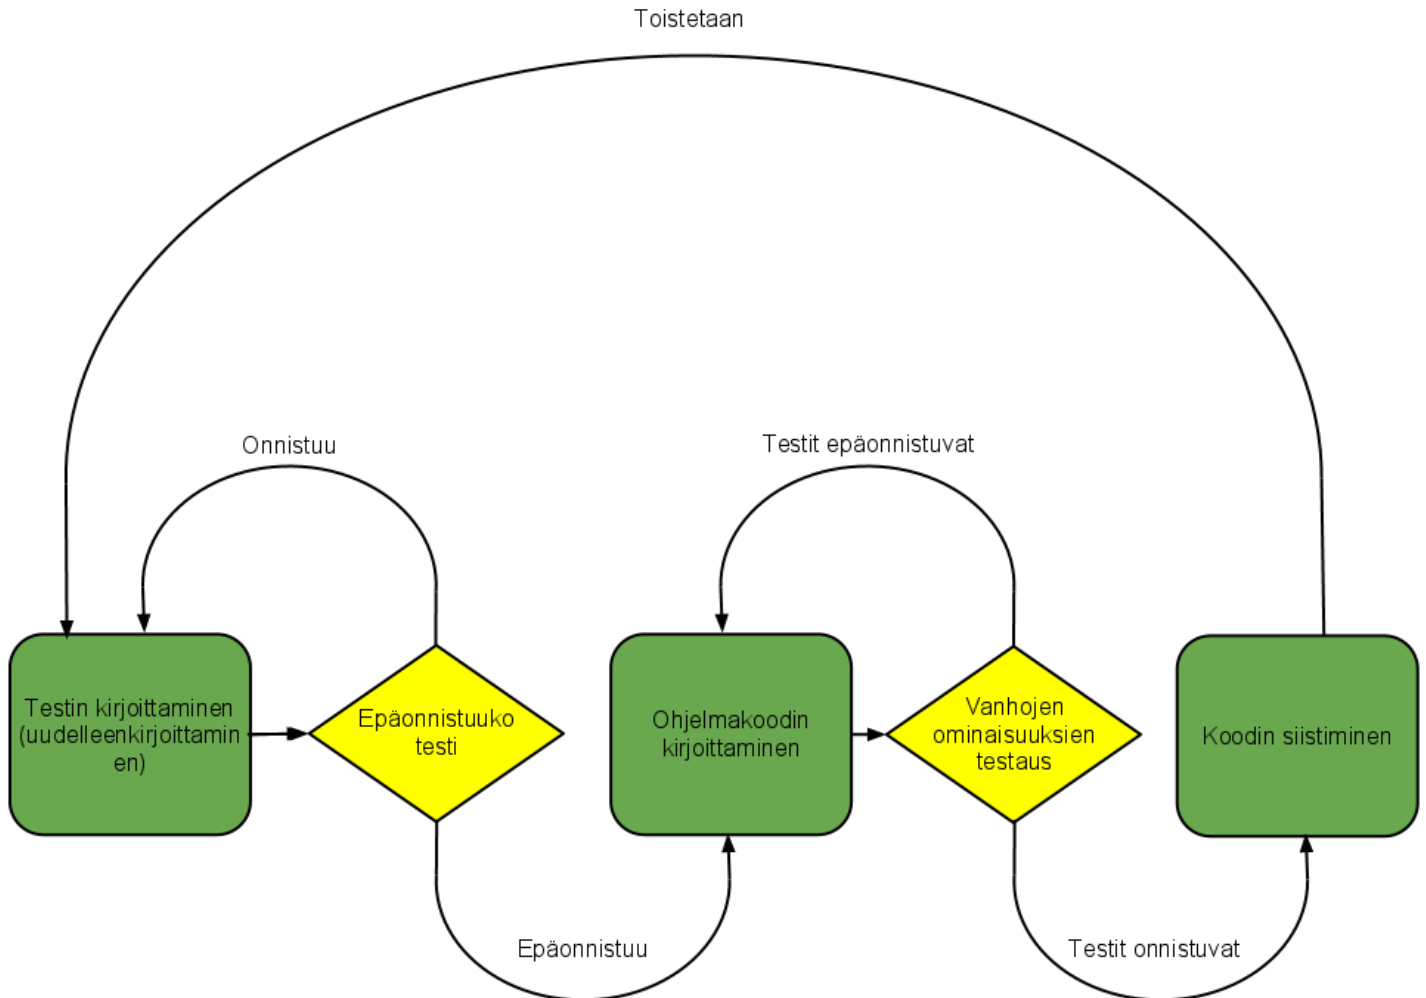 Toistetaan
Onnistuu
Testit epäonnistuvat
Testin kirjoittaminen
(uudelleenkirjoittamin
en)
Epäonnistuuko
testi
Ohjelmakoodin
kirjoittaminen
Vanhojen
ominaisuuksien
testaus
Koodin siistiminen
Epäonnistuu
Testit onnistuvat